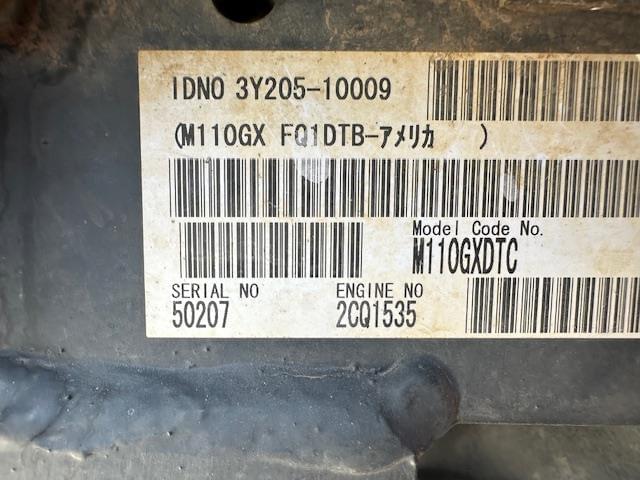 IDNO 3Y205-10009
(M110GX FQ1DTB-ｱﾒﾘｶ )
Model Code No.
M110GXDTC
SERIAL NO ENGINE NO
50207 2CQ1535